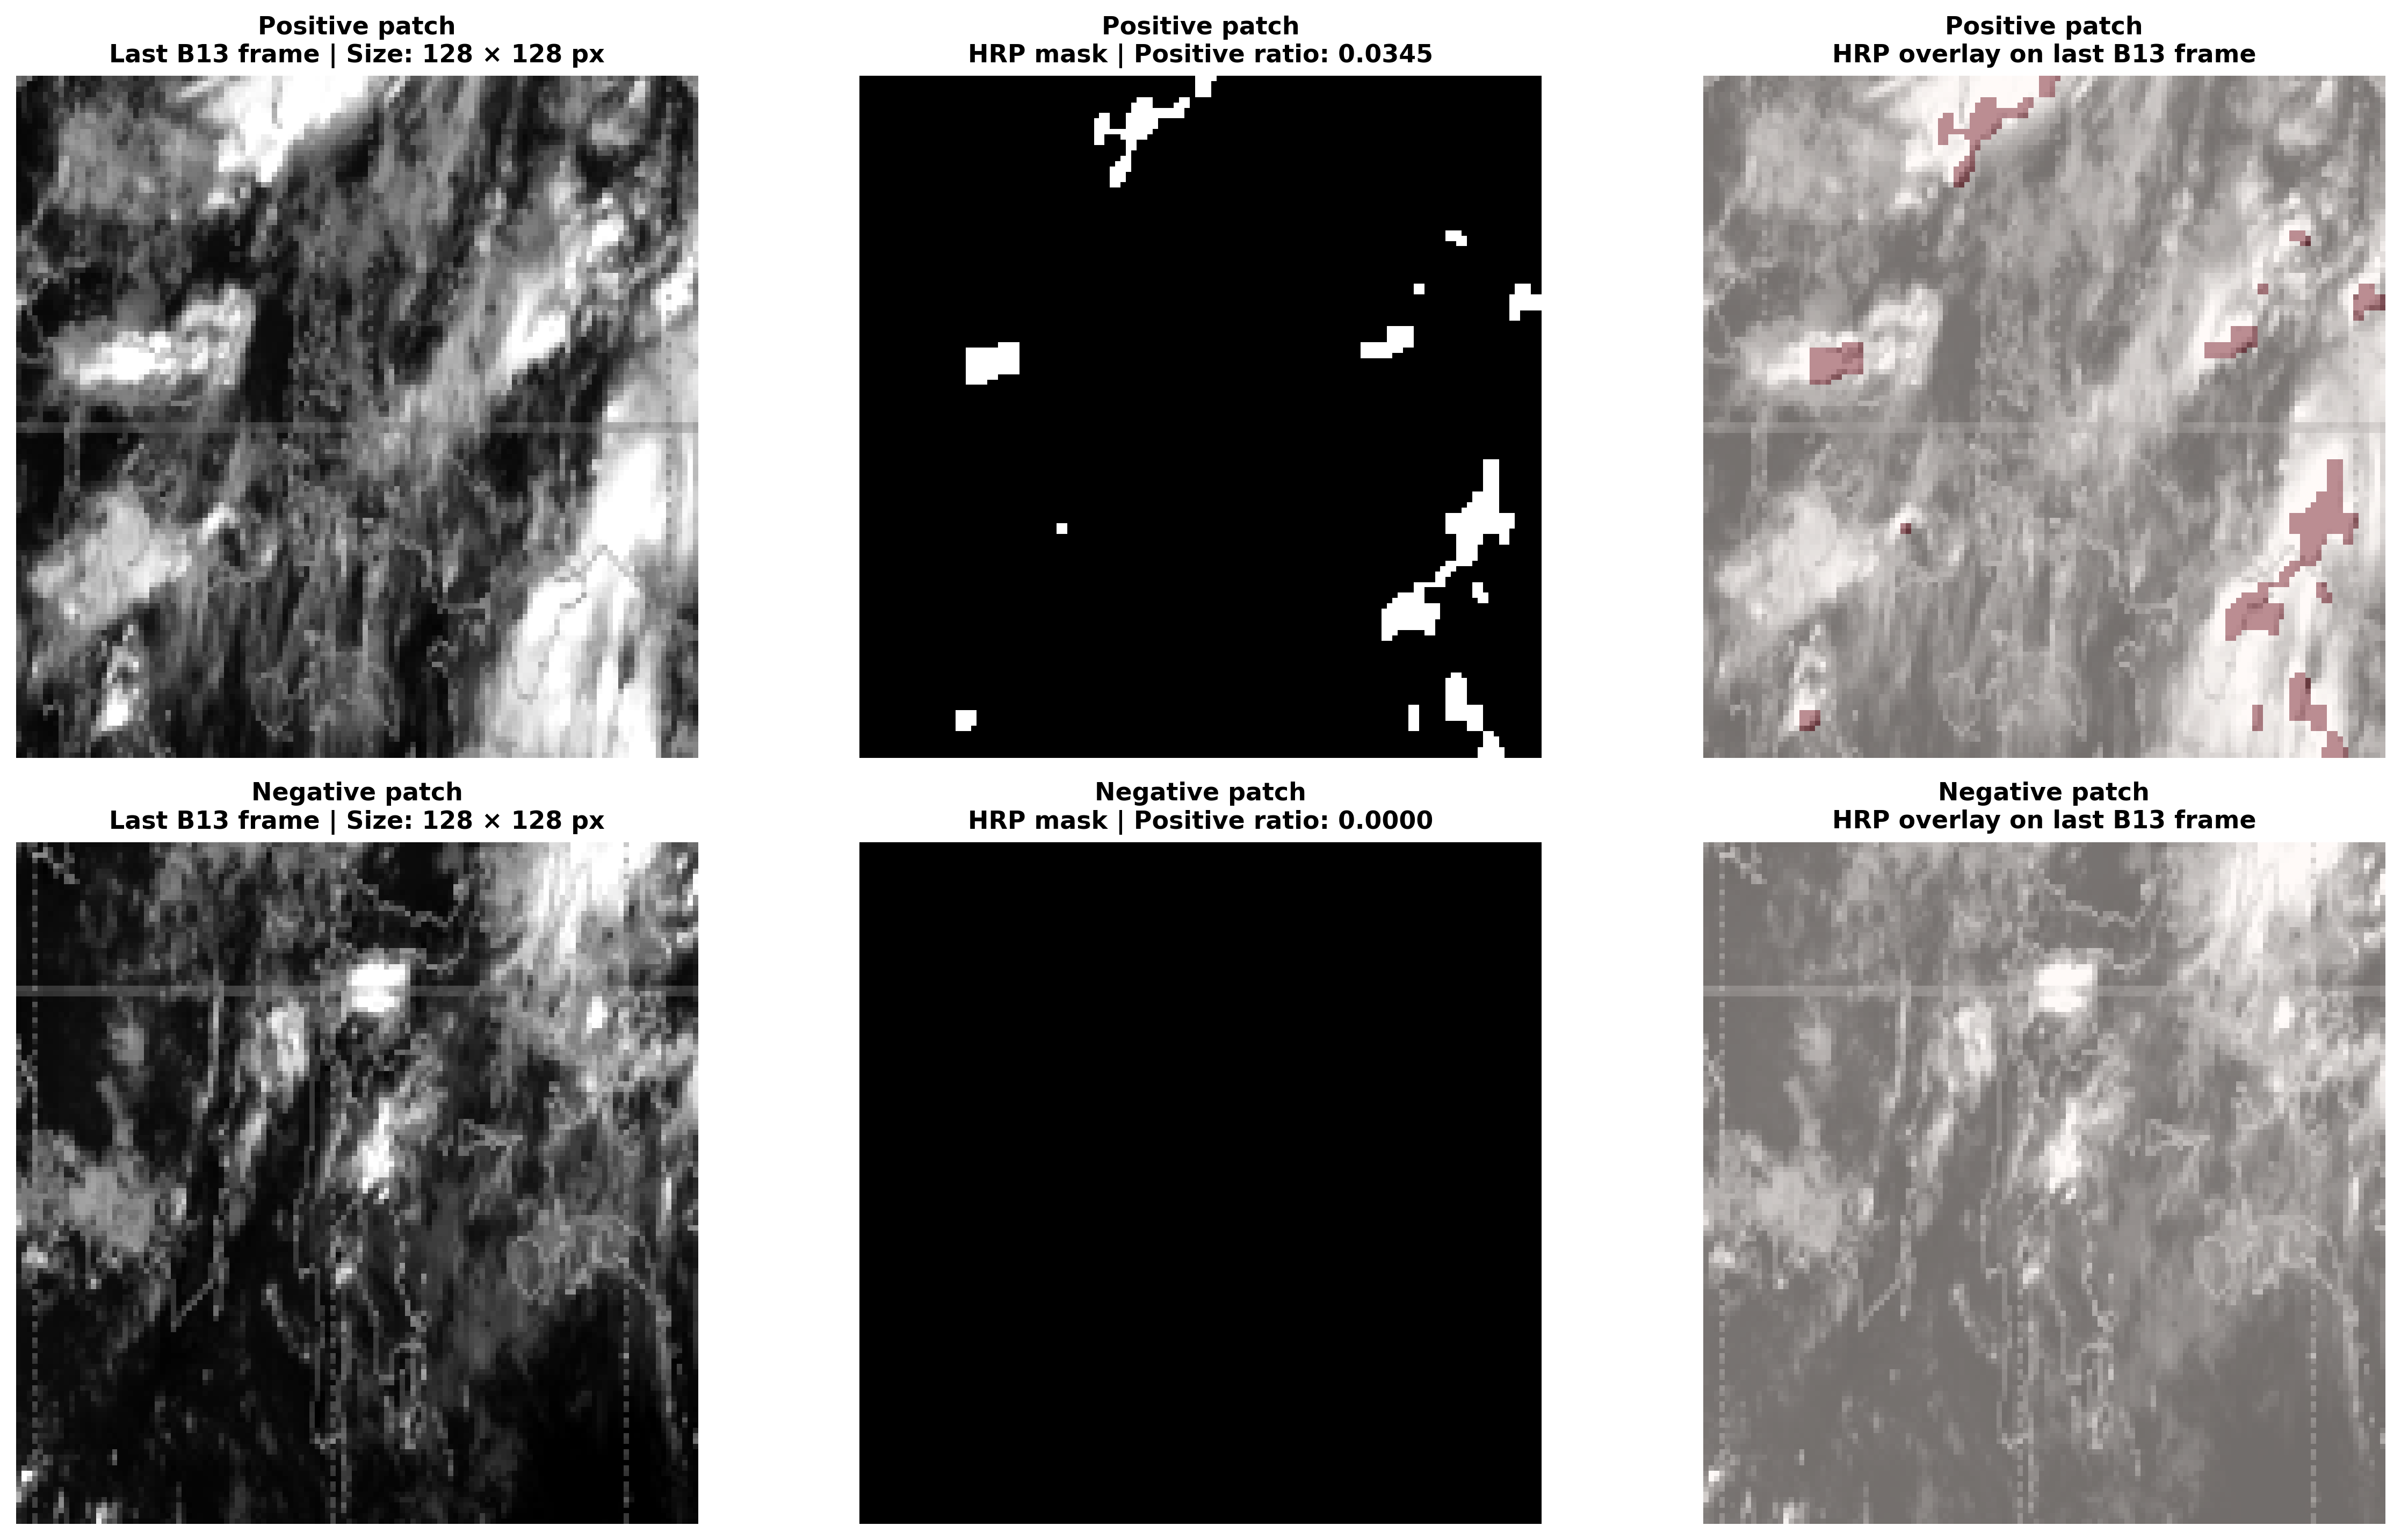 Positive patch
Last B13 frame | Size: 128 × 128 px
Positive patch
HRP mask | Positive ratio: 0.0345
Positive patch
HRP overlay on last B13 frame
Negative patch
Last B13 frame | Size: 128 × 128 px
Negative patch
HRP mask | Positive ratio: 0.0000
Negative patch
HRP overlay on last B13 frame